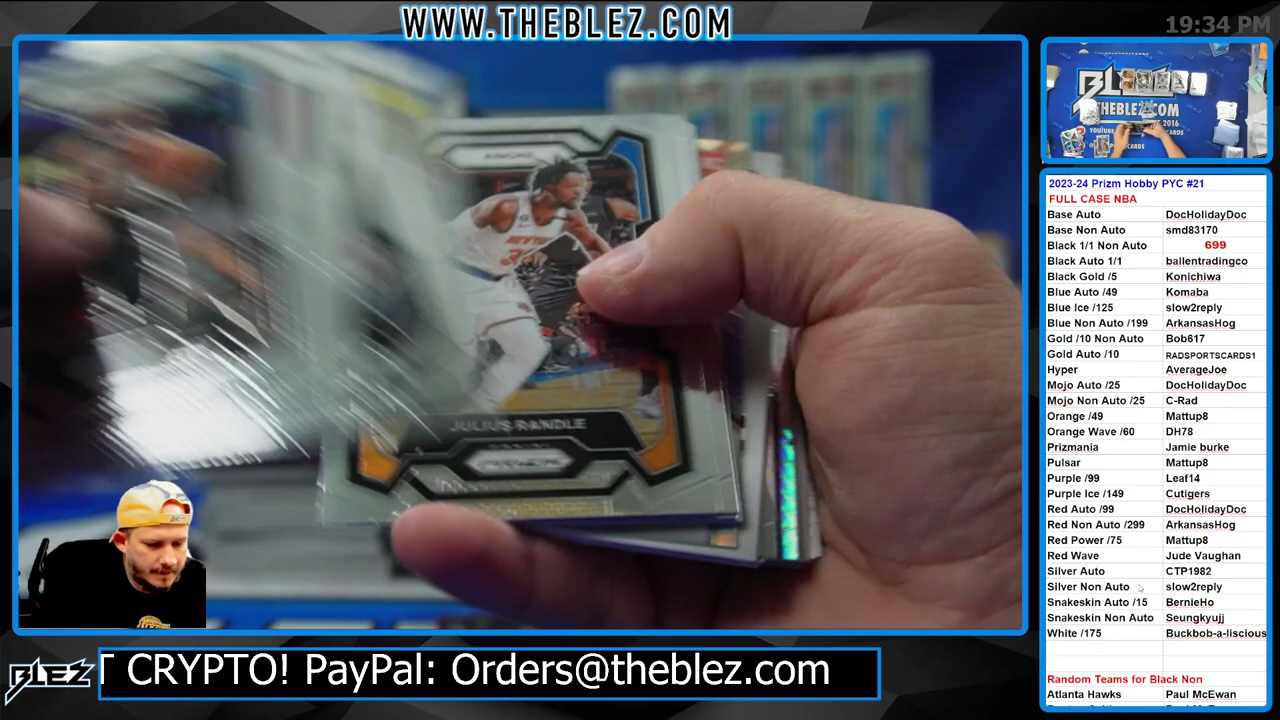 WWW.THEBLEZ.COM
19:34 PM
BLEZ
THEBLEZ.COM
2016
JULIUS RANDLE
2023-24 Prizm Hobby PYC #21
FULL CASE NBA
Base Auto DocHolidayDoc
Base Non Auto smd83170
Black 1/1 Non Auto 699
Black Auto 1/1 ballentradingco
Black Gold /5 Konichiwa
Blue Auto /49 Komaba
Blue ice /125 slow2reply
Blue Non Auto /199 ArkansasHog
Gold /10 Non Auto Bob617
Gold Auto /10 RADSPORTSCARDS1
Hyper AverageJoe
Mojo Auto /25 DocHolidayDoc
Mojo Non Auto /25 C-Rad
Orange /49 Mattup8
Orange Wave /60 DH78
Prizmania Jamie burke
Pulsar Mattup8
Purple /99 Leaf14
Purple Ice /149 Cutigers
Red Auto /99 DocHolidayDoc
Red Non Auto /299 ArkansasHog
Red Power /75 Mattup8
Red Wave Jude Vaughan
Silver Auto CTP1982
Silver Non Auto slow2reply
Snakeskin Auto /15 BernieHo
Snakeskin Non Auto Seungkyujj
White /175 Buckbob-a-liscious
Random Teams for Black Non
Atlanta Hawks Paul McEwan
BLEZ
T CRYPTO! PayPal: Orders@theblez.com